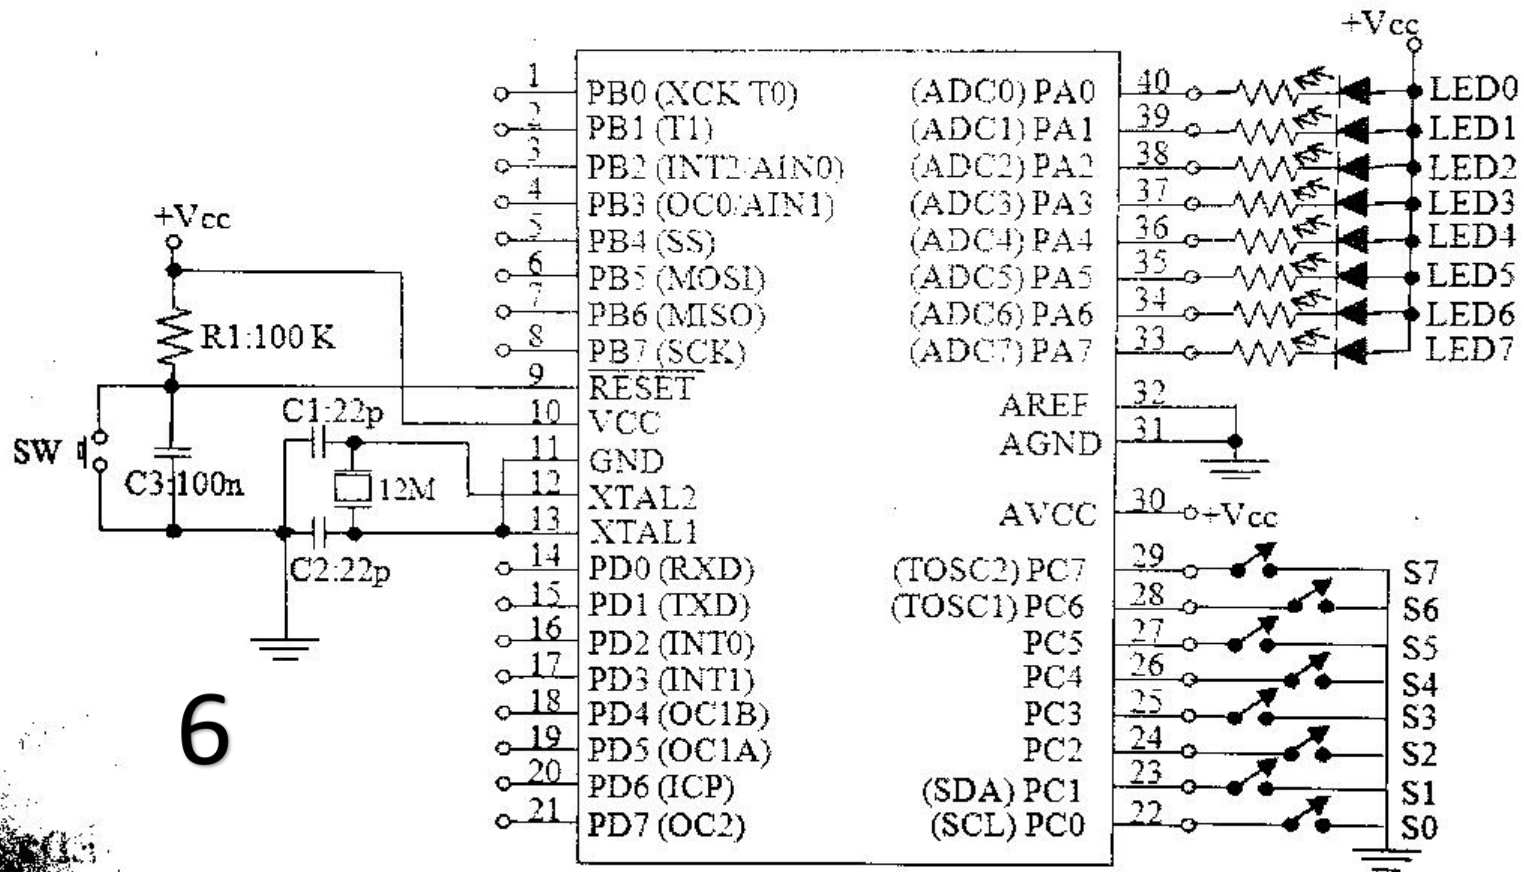 +Vcc
1 PB0 (XCK T0) (ADC0) PA0 40 LED0
2 PB1 (T1) (ADC1) PA1 39 LED1
3 PB2 (INT2/AIN0) (ADC2) PA2 38 LED2
4 PB3 (OC0/AIN1) (ADC3) PA3 37 LED3
+Vcc
5 PB4 (SS) (ADC4) PA4 36 LED4
6 PB5 (MOSI) (ADC5) PA5 35 LED5
7 PB6 (MISO) (ADC6) PA6 34 LED6
R1:100 K
8 PB7 (SCK) (ADC7) PA7 33 LED7
9 RESET
AREF 32
C1:22p
10 VCC
AGND 31
SW
11 GND
C3:100n
12M
12 XTAL2
AVCC 30 +Vcc
13 XTAL1
C2:22p
14 PD0 (RXD) (TOSC2) PC7 29 S7
15 PD1 (TXD) (TOSC1) PC6 28 S6
16 PD2 (INT0) PC5 27 S5
17 PD3 (INT1) PC4 26 S4
18 PD4 (OC1B) PC3 25 S3
6
19 PD5 (OC1A) PC2 24 S2
20 PD6 (ICP) (SDA) PC1 23 S1
21 PD7 (OC2) (SCL) PC0 22 S0